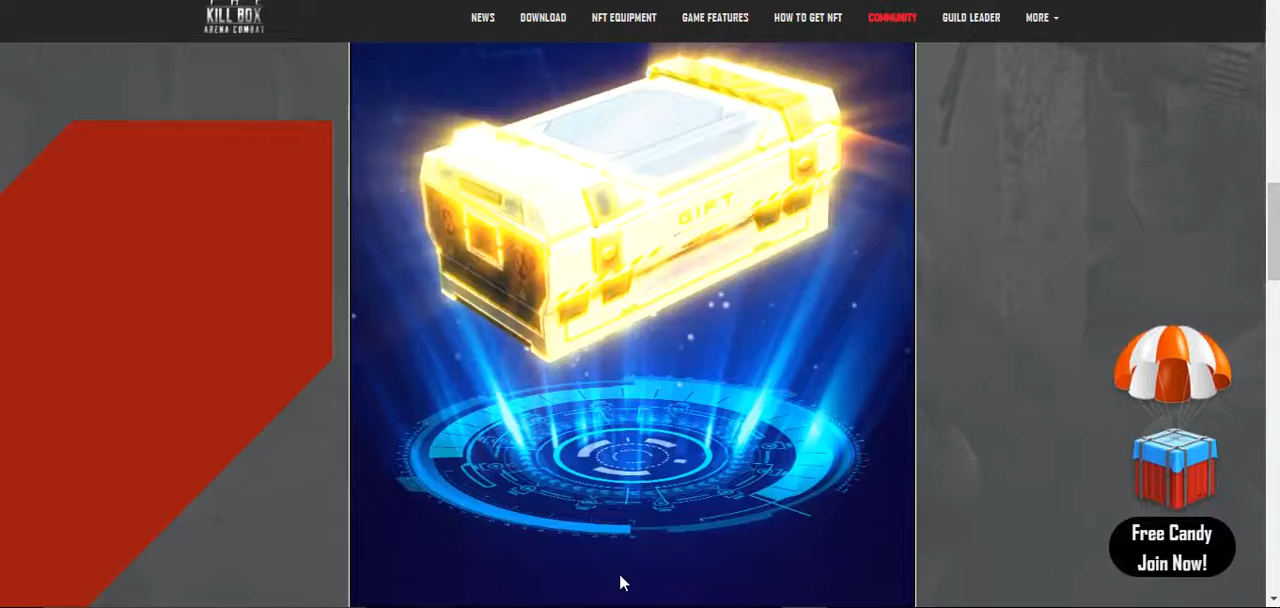 KILL BOX
ARENA COMBAT
NEWS DOWNLOAD NFT EQUIPMENT GAME FEATURES HOW TO GET NFT COMMUNITY GUILD LEADER MORE
GIFT
Free Candy
Join Now!